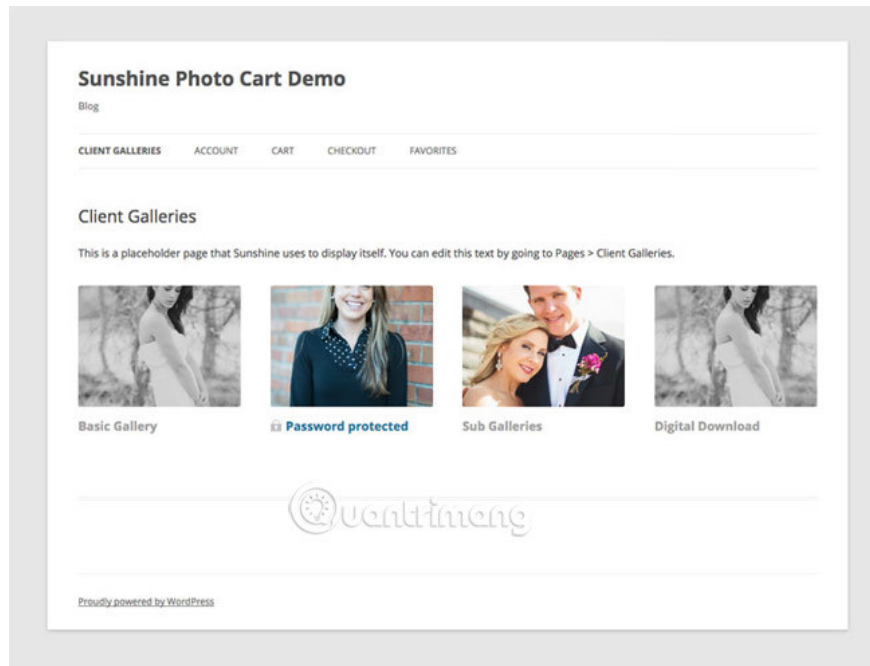 Sunshine Photo Cart Demo
Blog
CLIENT GALLERIES ACCOUNT CART CHECKOUT FAVORITES
Client Galleries
This is a placeholder page that Sunshine uses to display itself. You can edit this text by going to Pages > Client Galleries.
Basic Gallery Password protected Sub Galleries Digital Download
Quantrimang
Proudly powered by WordPress